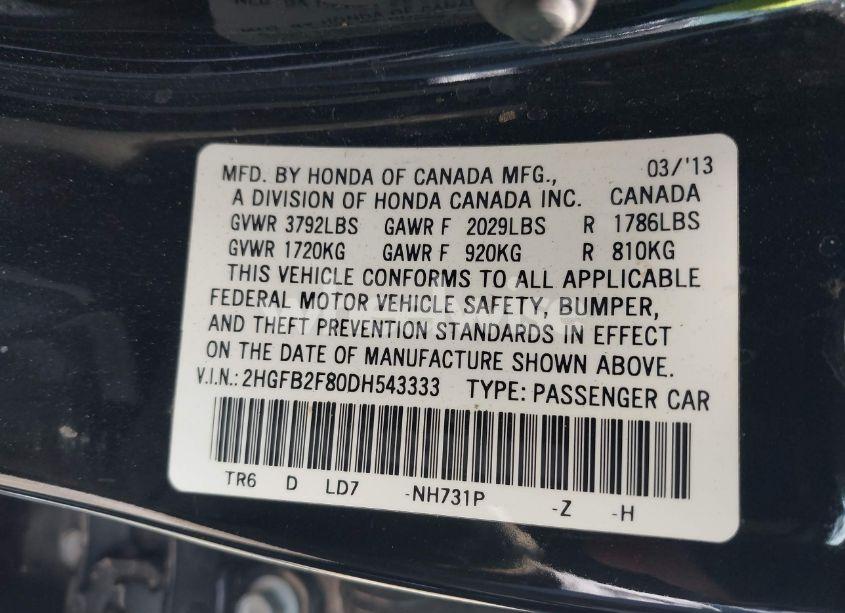 MFD. BY HONDA OF CANADA MFG., 03/'13
A DIVISION OF HONDA CANADA INC. CANADA
GVWR 3792LBS GAWR F 2029LBS R 1786LBS
GVWR 1720KG GAWR F 920KG R 810KG
THIS VEHICLE CONFORMS TO ALL APPLICABLE
FEDERAL MOTOR VEHICLE SAFETY, BUMPER,
AND THEFT PREVENTION STANDARDS IN EFFECT
ON THE DATE OF MANUFACTURE SHOWN ABOVE.
V.I.N.: 2HGFB2F80DH543333 TYPE: PASSENGER CAR
TR6 D LD7 -NH731P -Z -H